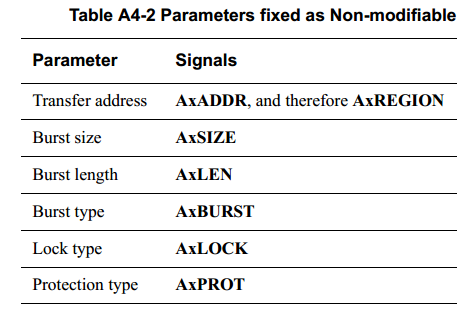 Table A4-2 Parameters fixed as Non-modifiable
Parameter Signals
Transfer address AxADDR, and therefore AxREGION
Burst size AxSIZE
Burst length AxLEN
Burst type AxBURST
Lock type AxLOCK
Protection type AxPROT